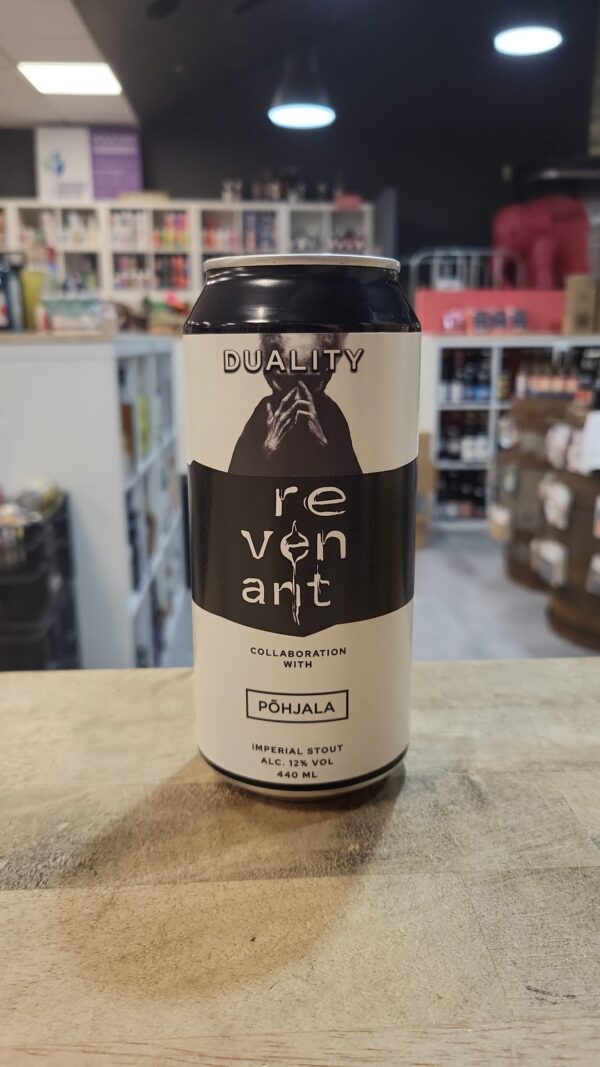 DUALITY
re
ven
ant
COLLABORATION
WITH
PÕHJALA
IMPERIAL STOUT
ALC. 12% VOL
440 ML